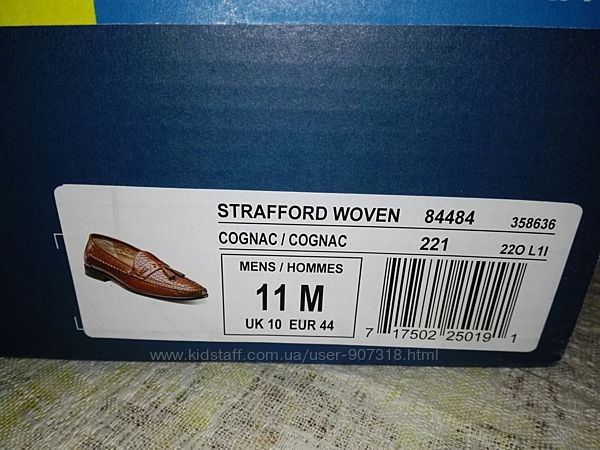 STRAFFORD WOVEN 84484 358636
COGNAC / COGNAC 221 22O L1I
MENS / HOMMES
11 M
UK 10 EUR 44
7 17502 25019 1
www.kidstaff.com.ua/user-907318.html